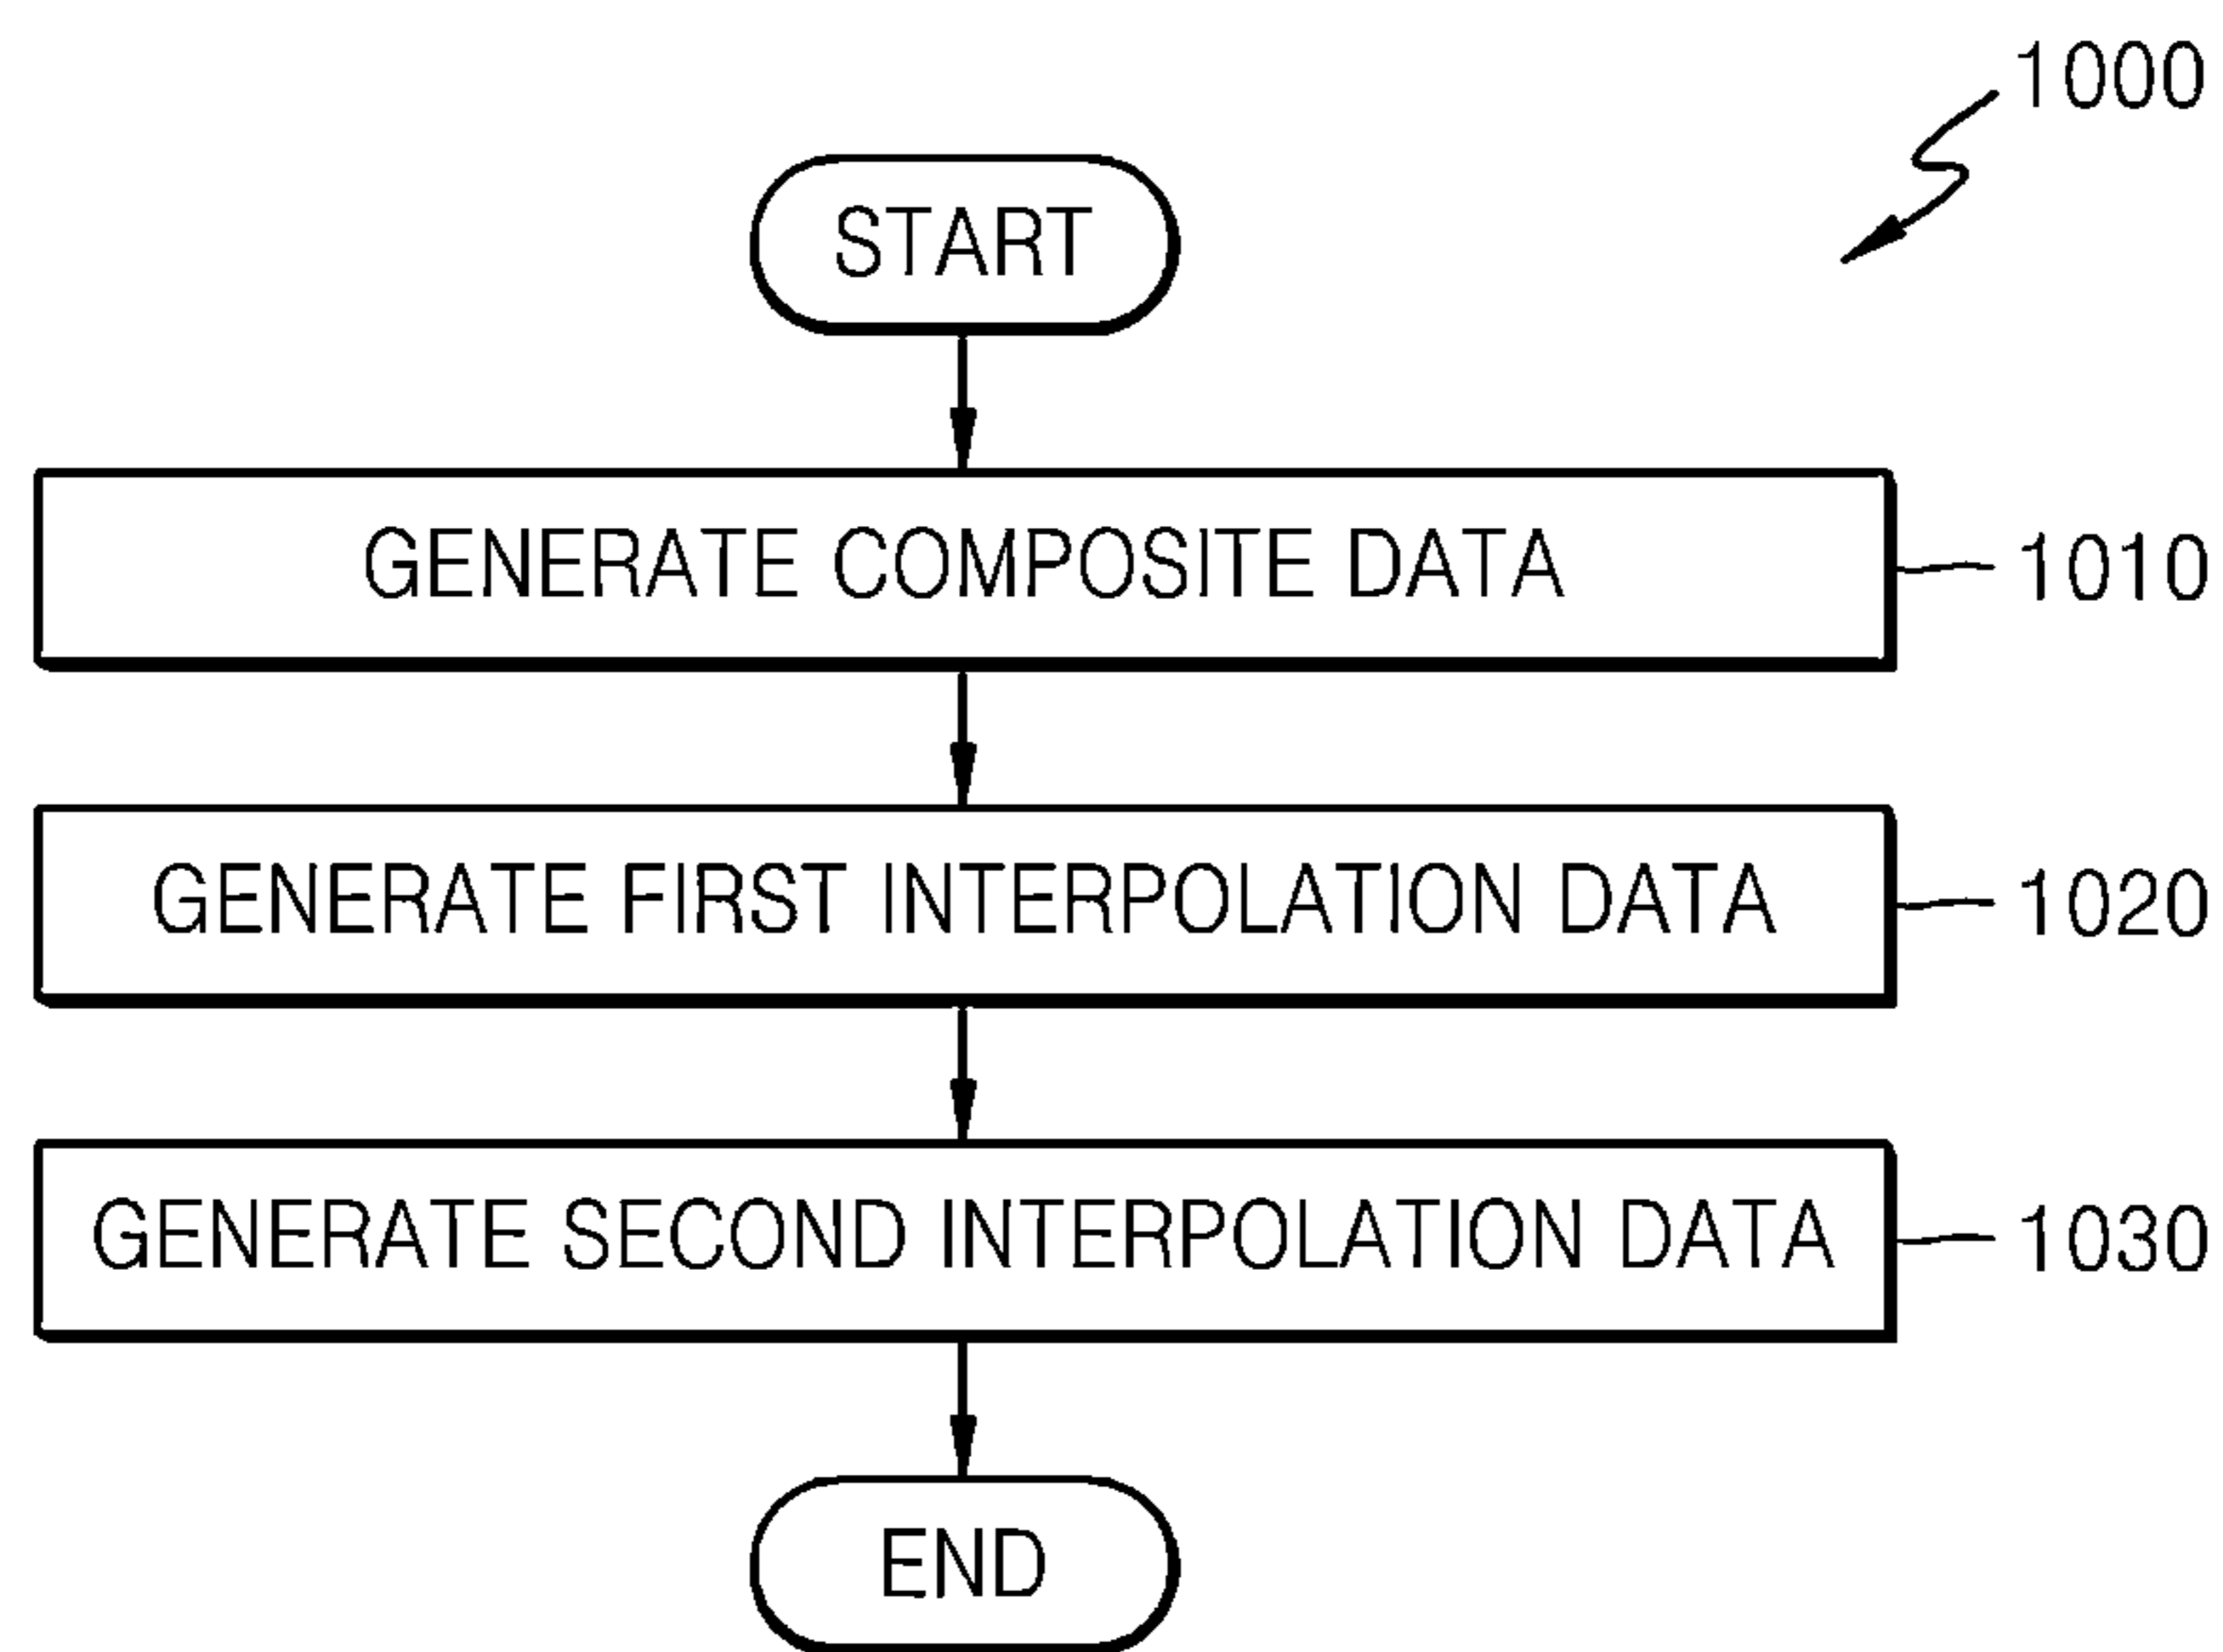 1000
START
GENERATE COMPOSITE DATA
1010
GENERATE FIRST INTERPOLATION DATA
1020
GENERATE SECOND INTERPOLATION DATA
1030
END